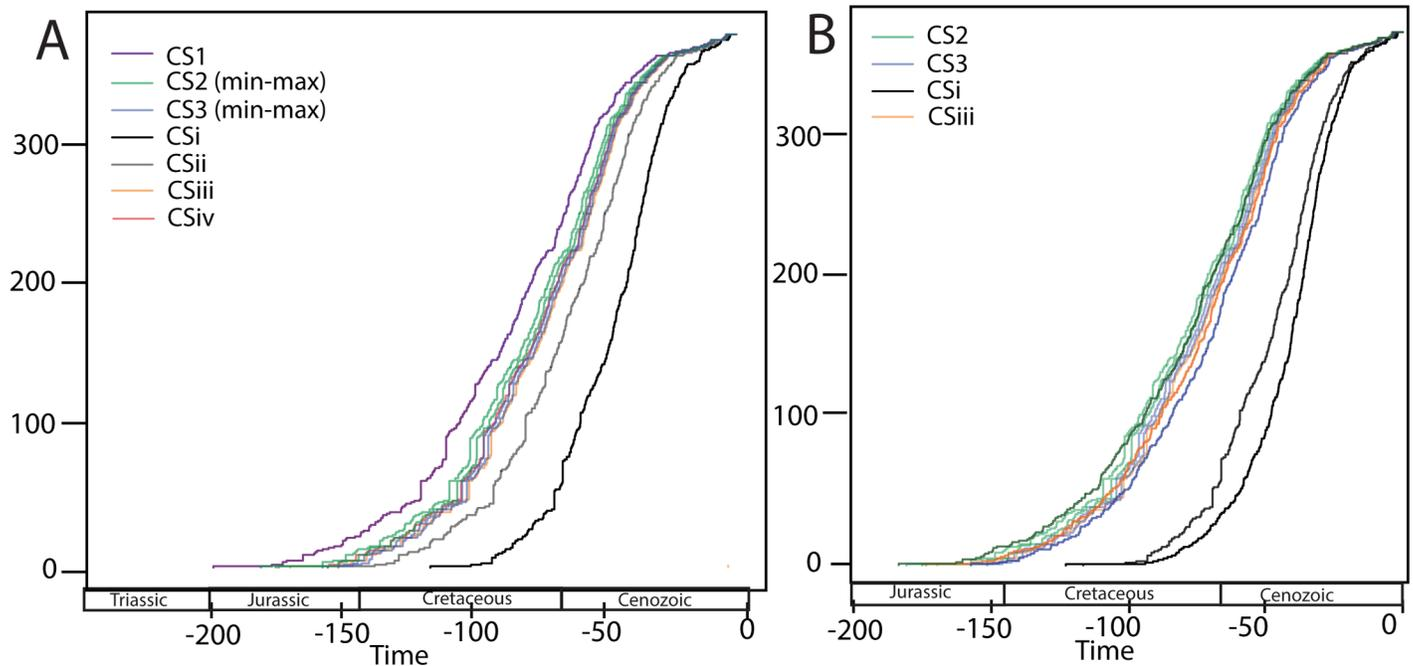 A
CS1
CS2 (min-max)
CS3 (min-max)
CSi
CSii
CSiii
CSiv
300
200
100
0
Triassic Jurassic Cretaceous Cenozoic
-200 -150 -100 -50 0
Time
B
CS2
CS3
CSi
CSiii
300
200
100
0
Jurassic Cretaceous Cenozoic
-200 -150 -100 -50 0
Time